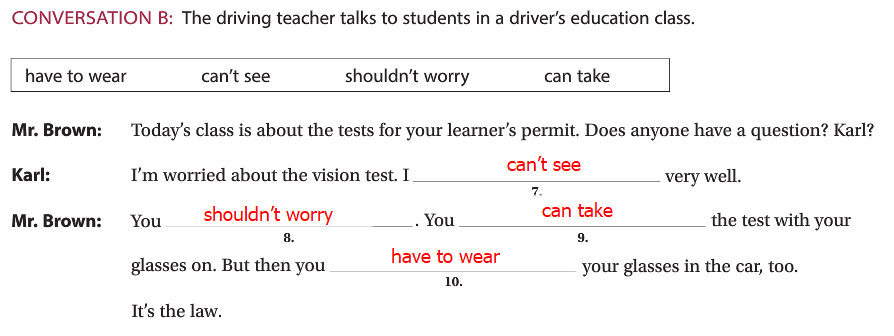 CONVERSATION B: The driving teacher talks to students in a driver's education class.
have to wear can't see shouldn't worry can take
Mr. Brown: Today's class is about the tests for your learner's permit. Does anyone have a question? Karl?
Karl: I'm worried about the vision test. I can't see very well.
7.
Mr. Brown: You shouldn't worry. You can take the test with your
8. 9.
glasses on. But then you have to wear your glasses in the car, too.
10.
It's the law.